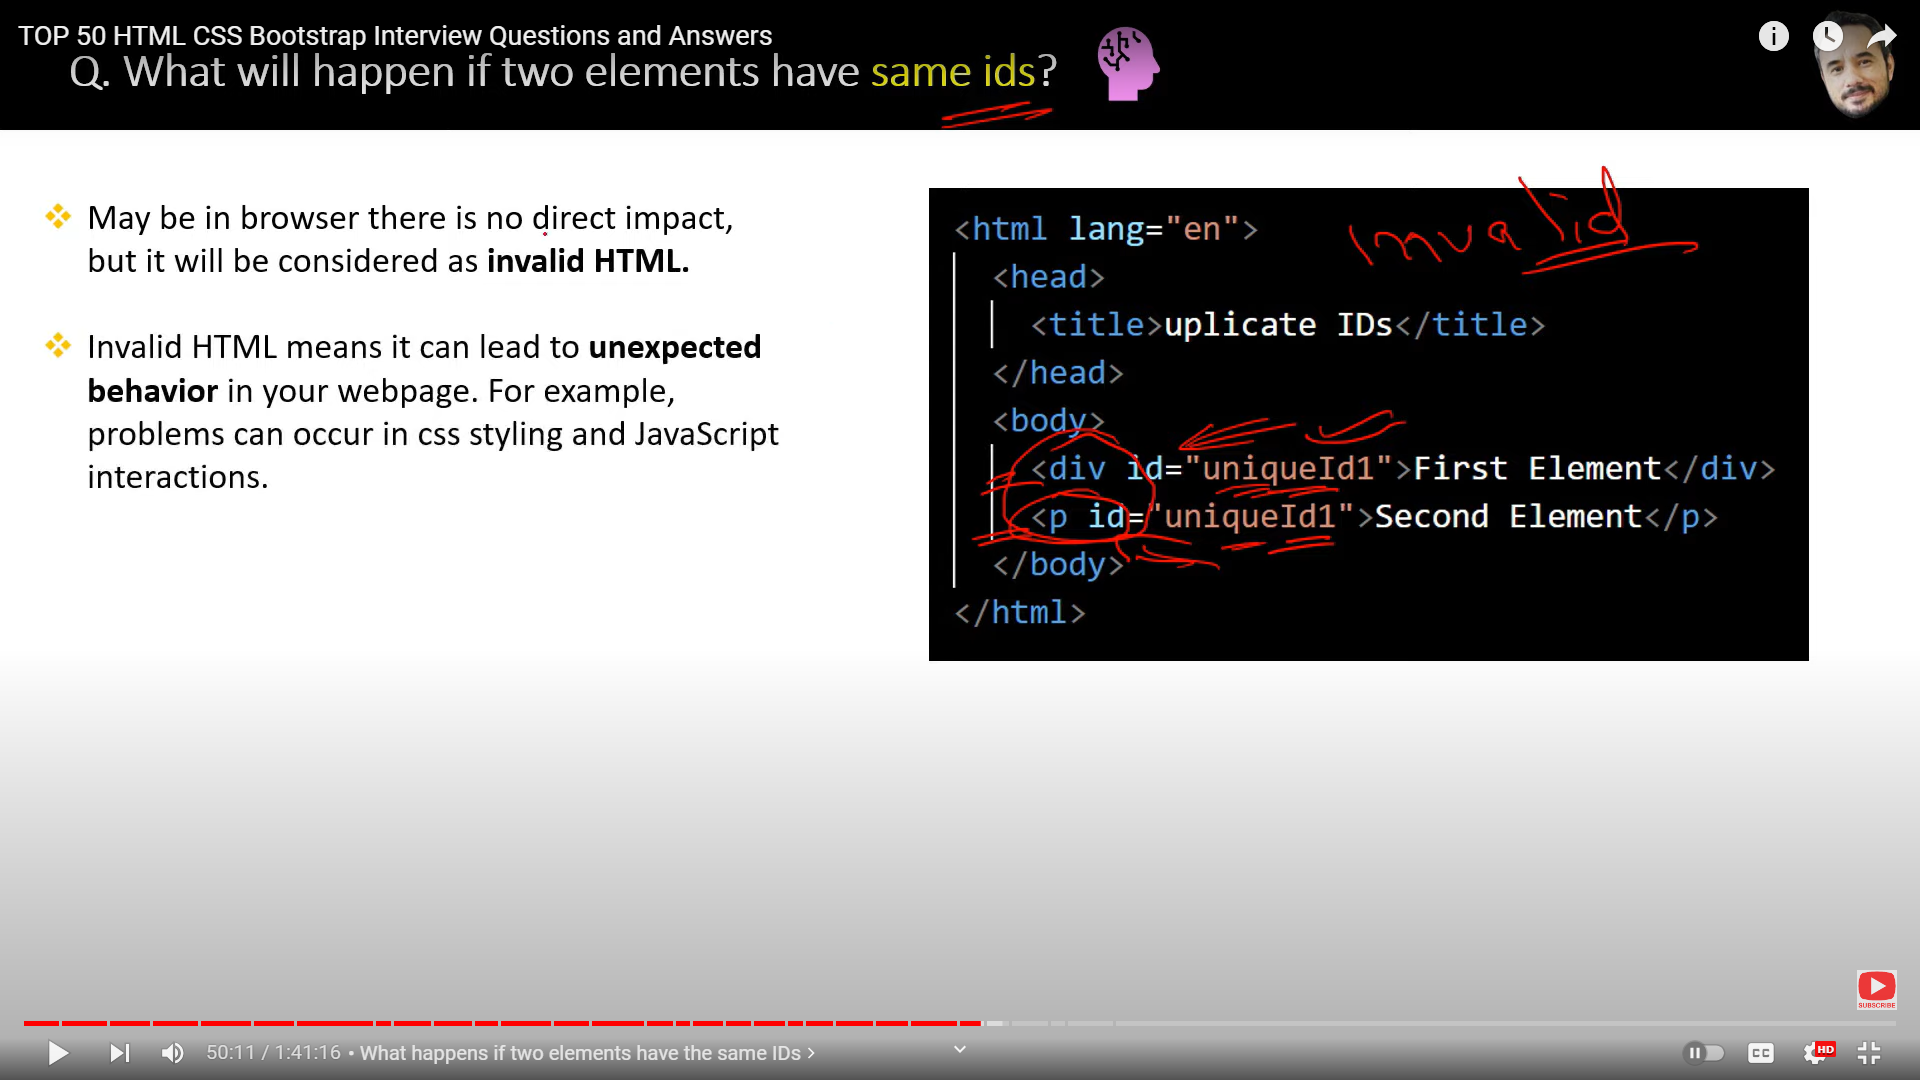 TOP 50 HTML CSS Bootstrap Interview Questions and Answers
Q. What will happen if two elements have same ids?
May be in browser there is no direct impact,
but it will be considered as invalid HTML.
Invalid HTML means it can lead to unexpected
behavior in your webpage. For example,
problems can occur in css styling and JavaScript
interactions.
invalid
<html lang="en">
<head>
<title>uplicate IDs</title>
</head>
<body>
<div id="uniqueId1">First Element</div>
<p id="uniqueId1">Second Element</p>
</body>
</html>
SUBSCRIBE
50:11 / 1:41:16 • What happens if two elements have the same IDs >
CC
HD